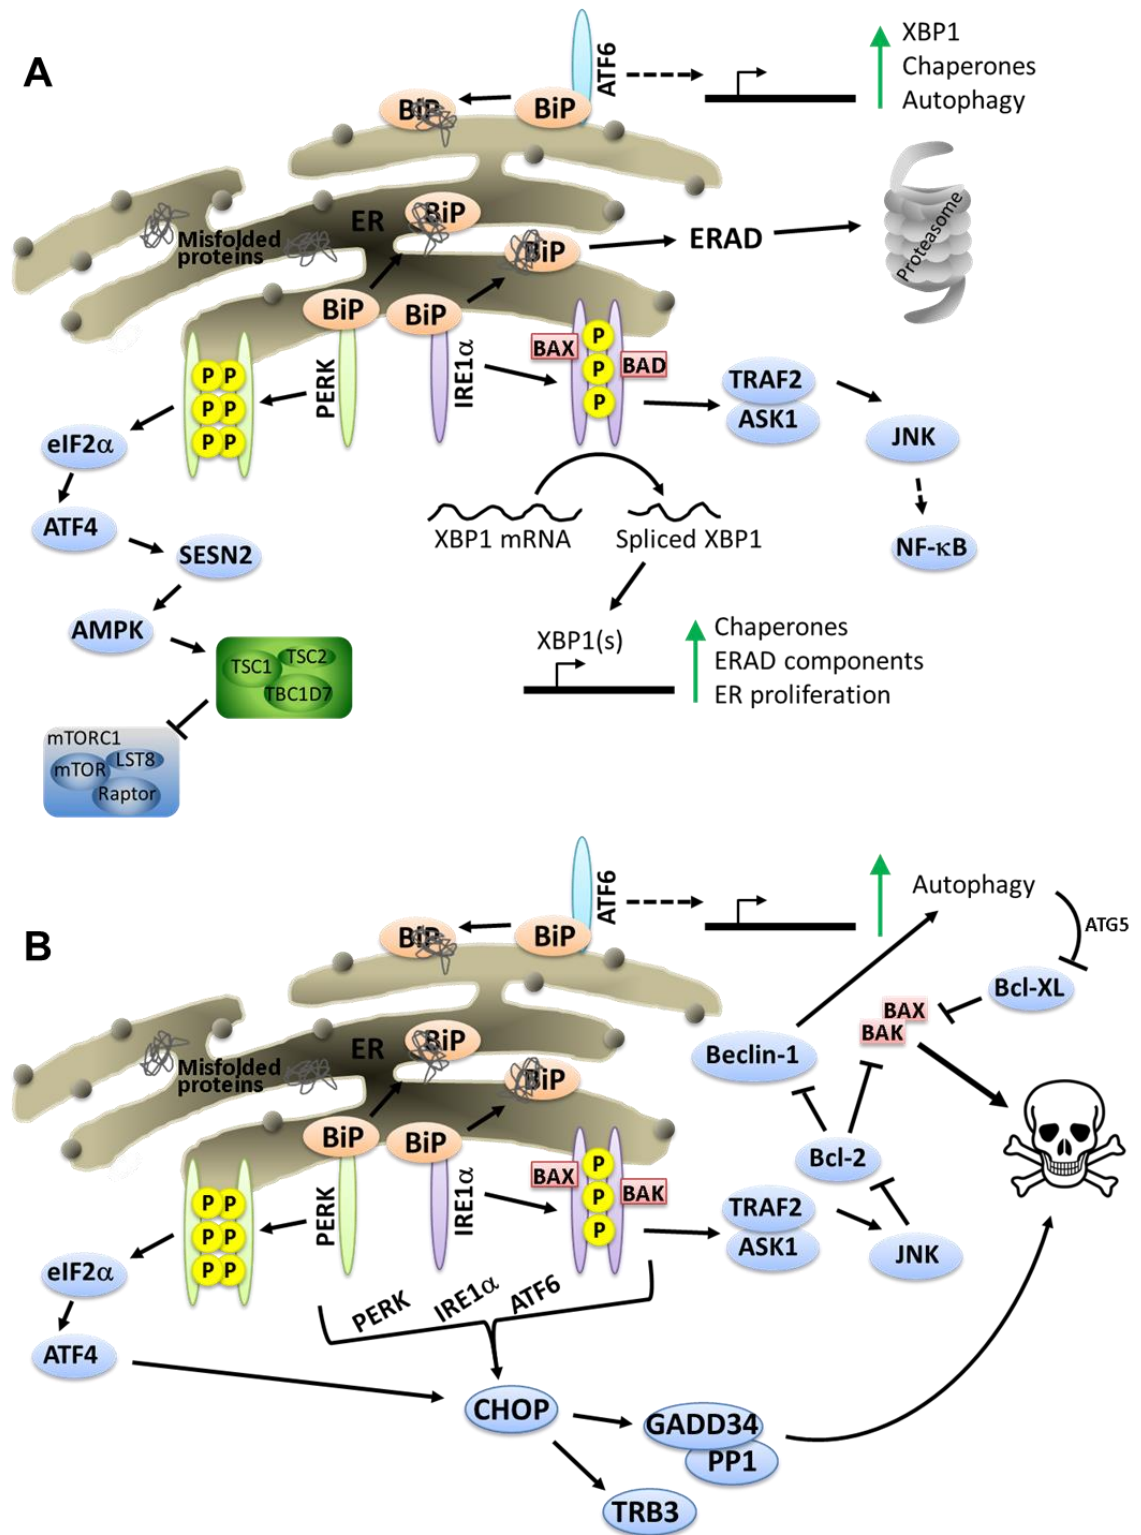 A
XBP1
Chaperones
Autophagy
ATF6
BiP
BiP
BiP
ER
Misfolded
proteins
BiP
ERAD
Proteasome
BiP
BiP
PERK
IRE1α
P P
P P
P P
BAX
P
P
P
BAD
TRAF2
ASK1
JNK
NF-κB
eIF2α
ATF4
SESN2
AMPK
TSC1
TSC2
TBC1D7
mTORC1
mTOR
LST8
Raptor
XBP1 mRNA
Spliced XBP1
XBP1(s)
Chaperones
ERAD components
ER proliferation
B
ATF6
BiP
BiP
Autophagy
ATG5
Bcl-XL
BAX
BAK
Beclin-1
Bcl-2
BiP
ER
Misfolded
proteins
BiP
BiP
BiP
PERK
IRE1α
P P
P P
P P
BAX
P
P
P
BAK
TRAF2
ASK1
JNK
eIF2α
ATF4
PERK
IRE1α
ATF6
CHOP
GADD34
PP1
TRB3